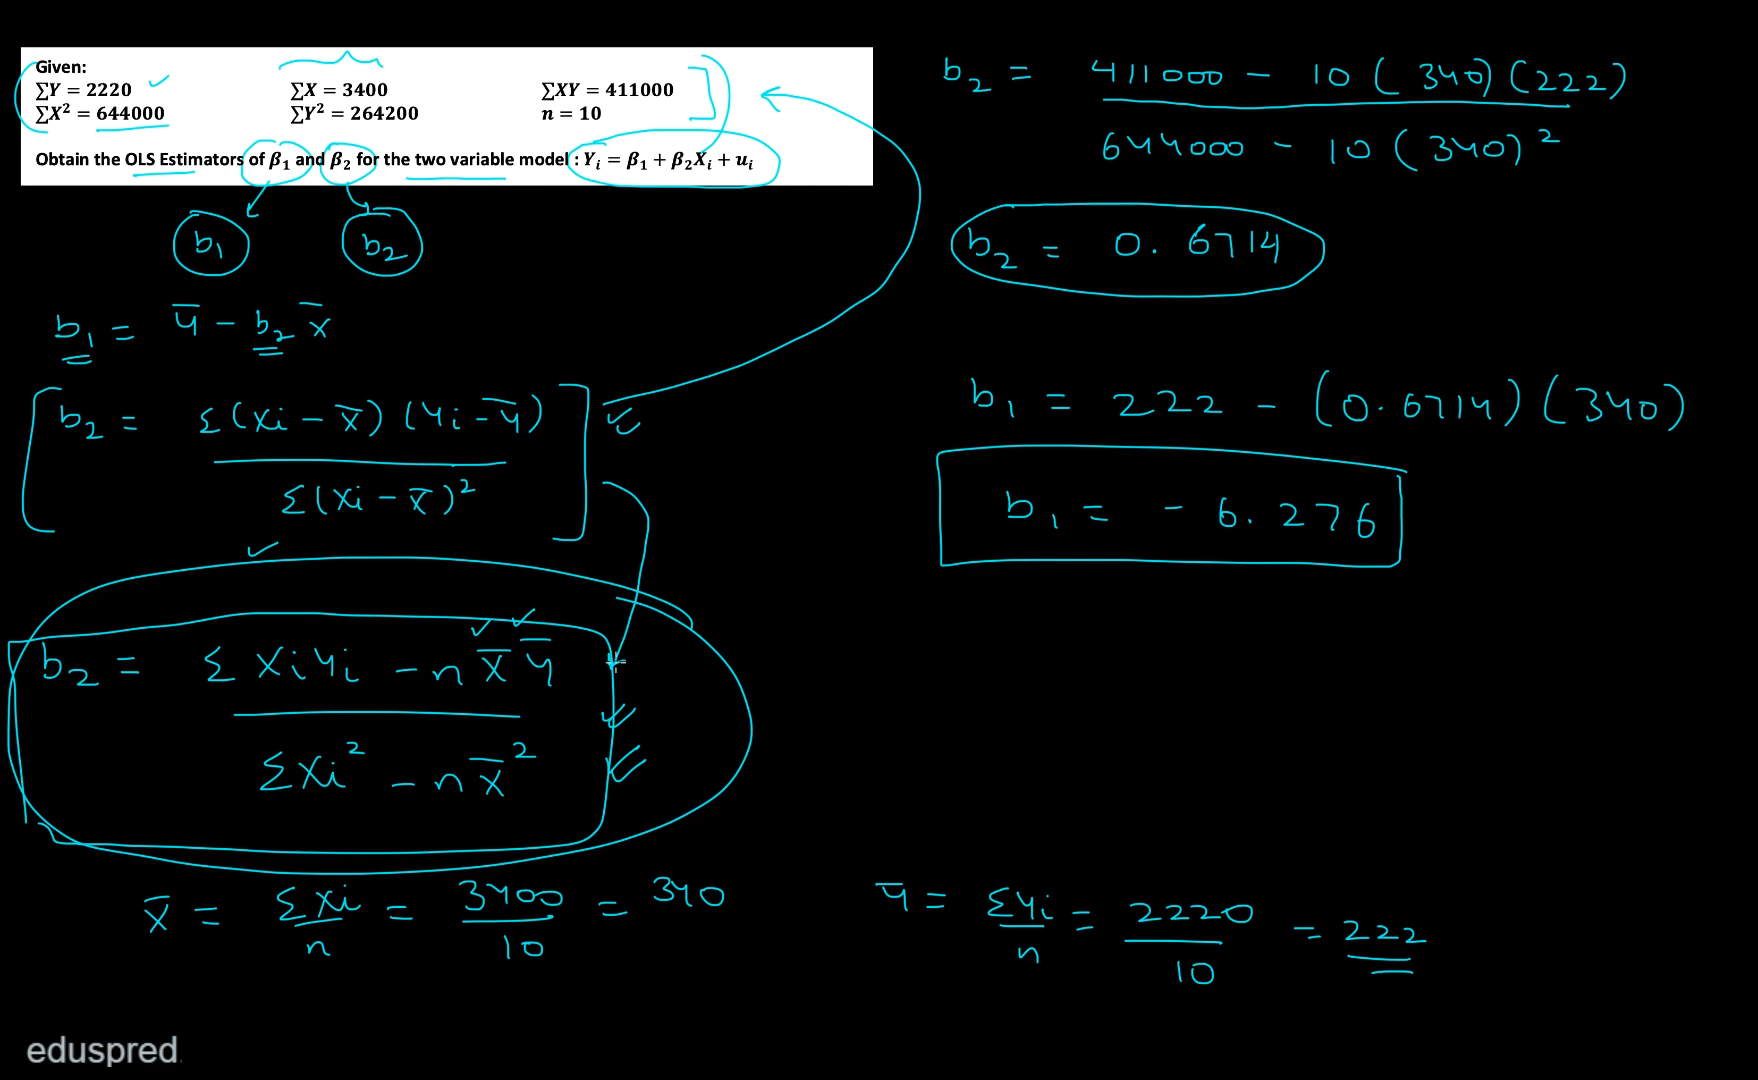 Given:
∑Y = 2220 ∑X = 3400 ∑XY = 411000
∑X² = 644000 ∑Y² = 264200 n = 10
Obtain the OLS Estimators of β₁ and β₂ for the two variable model : Yᵢ = β₁ + β₂Xᵢ + uᵢ
b₁ b₂
b₁ = ȳ − b₂ x̄
b₂ = Σ(xi − x̄)(yi − ȳ)
Σ(xi − x̄)²
b₂ = Σ xiyi − n x̄ ȳ
Σxi² − n x̄²
x̄ = Σxi = 3400 = 340
n 10
ȳ = Σyi = 2220 = 222
n 10
b₂ = 411000 − 10 (340) (222)
644000 − 10 (340)²
b₂ = 0.6714
b₁ = 222 − (0.6714) (340)
b₁ = − 6.276
eduspred